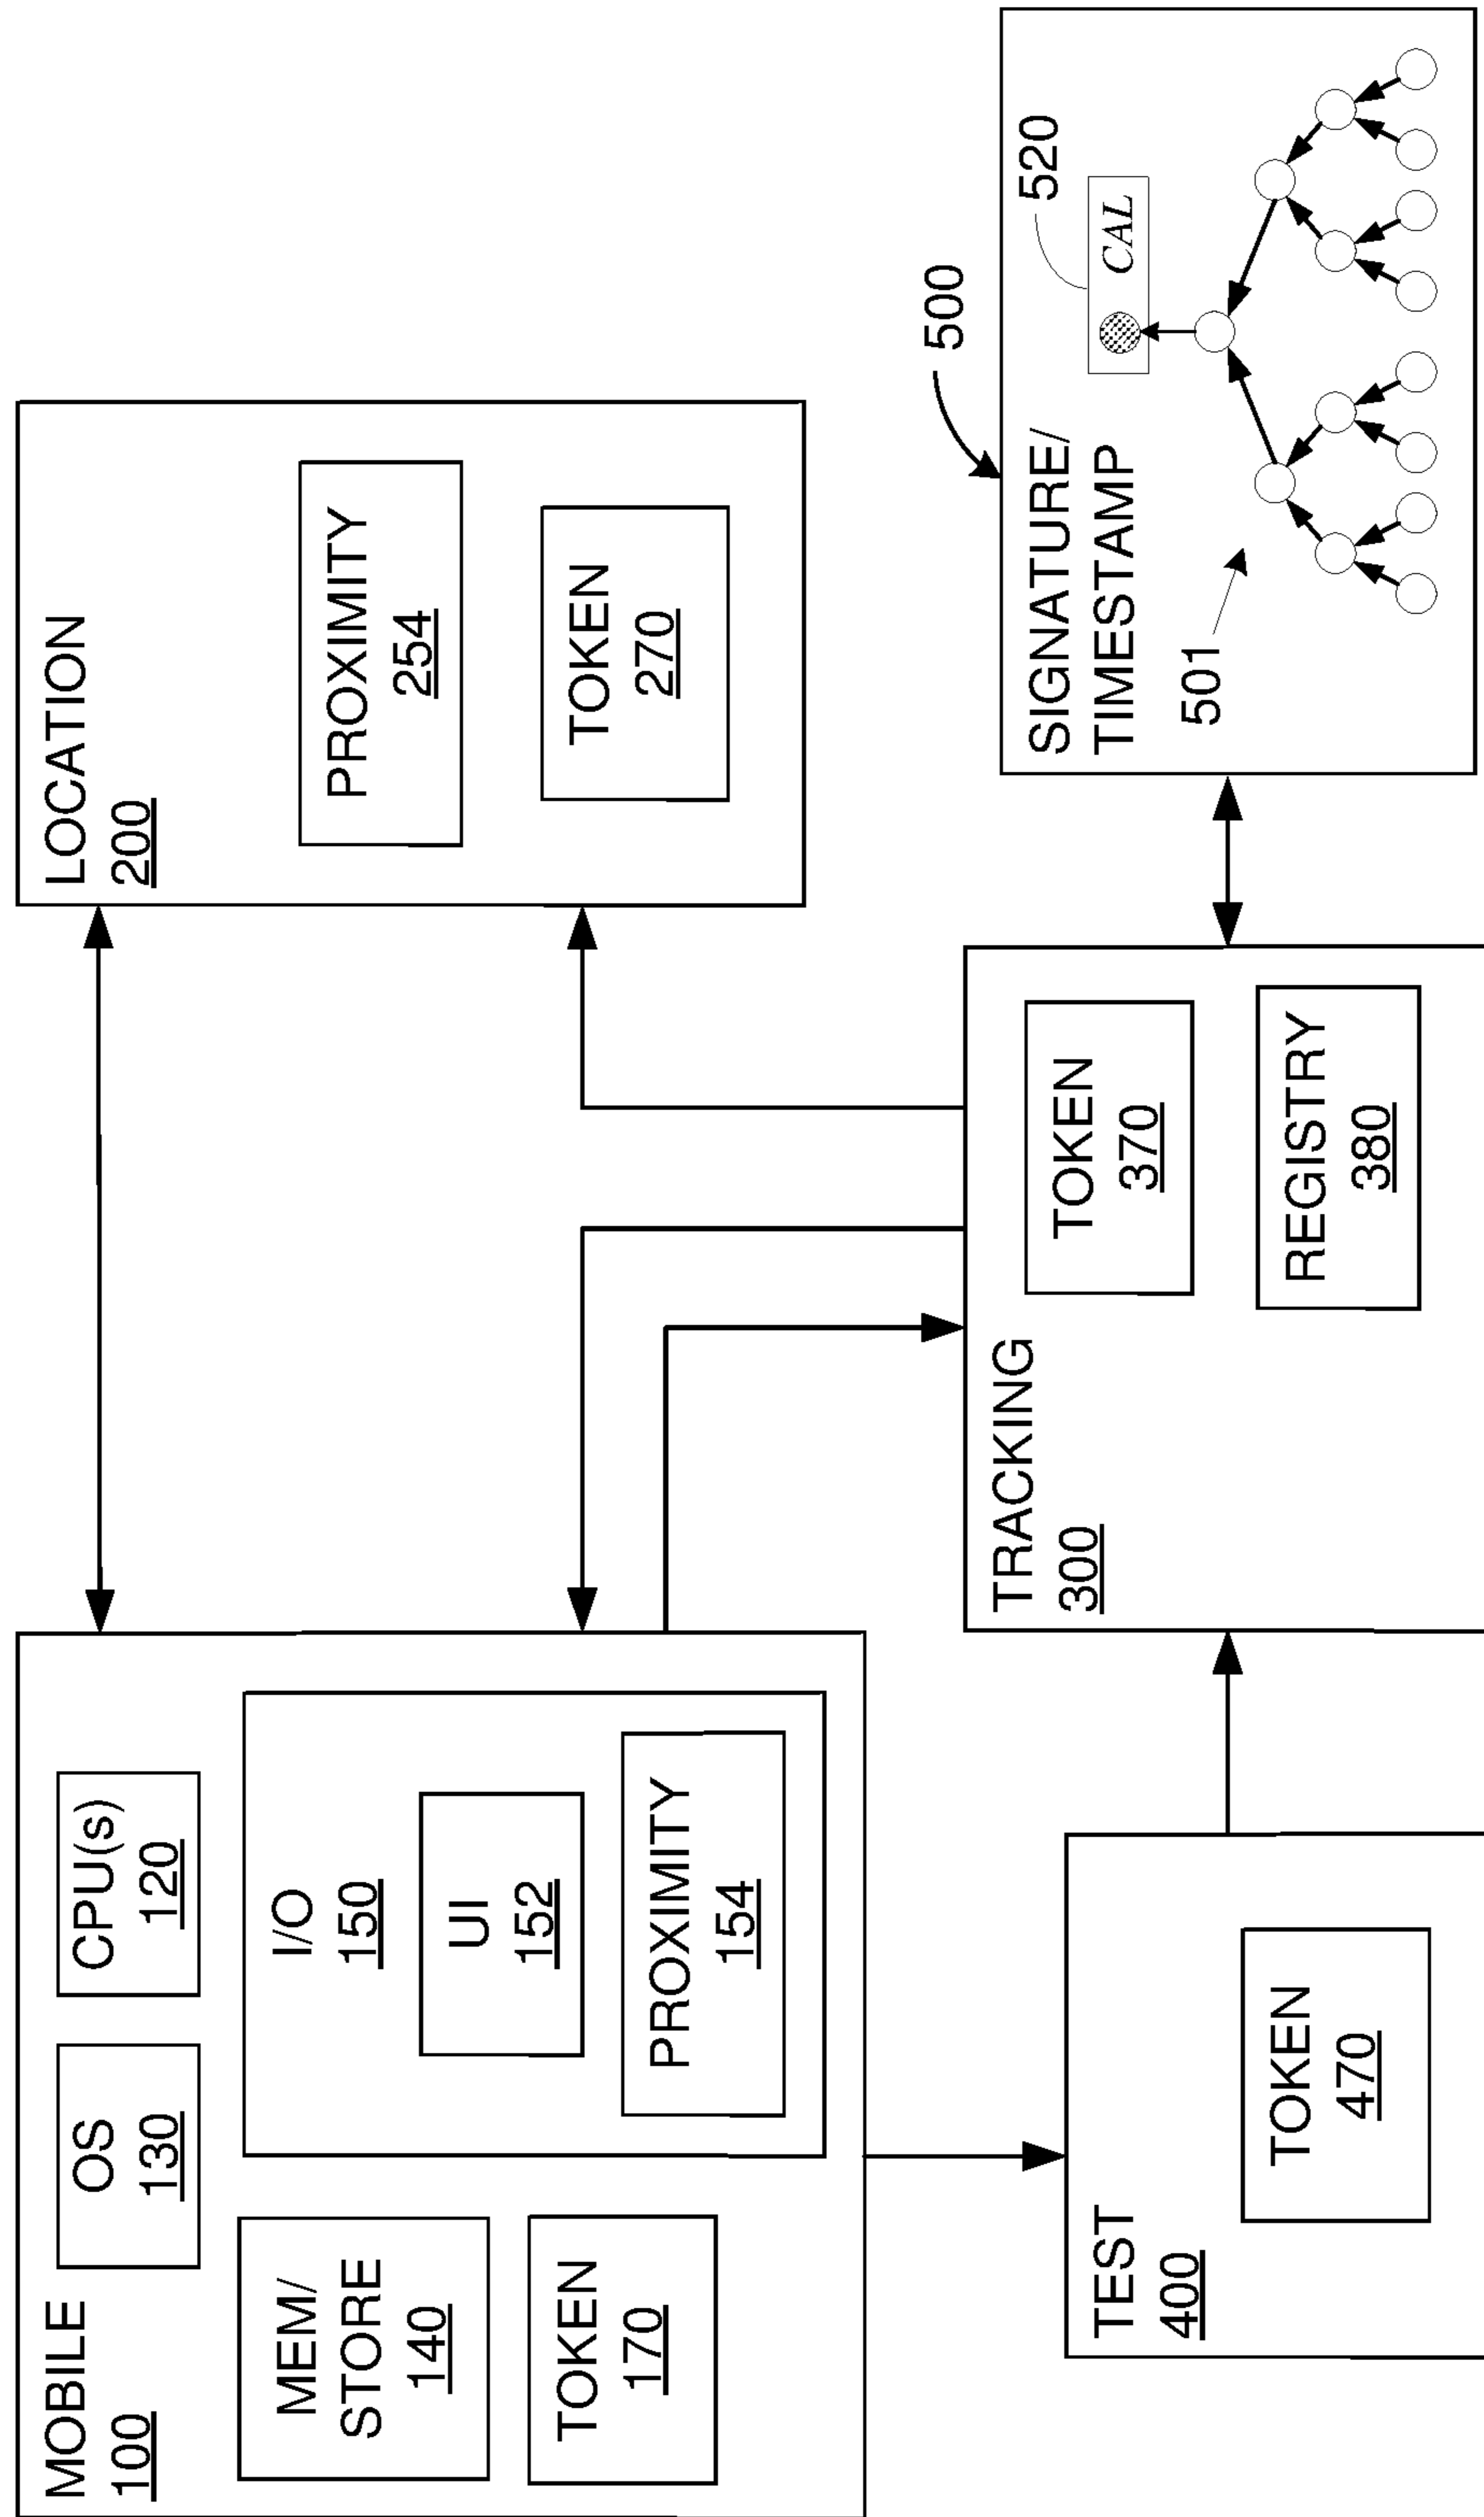 MOBILE
100
OS
130
CPU(s)
120
MEM/
STORE
140
I/O
150
UI
152
TOKEN
170
PROXIMITY
154
LOCATION
200
PROXIMITY
254
TOKEN
270
TRACKING
300
TOKEN
370
REGISTRY
380
TEST
400
TOKEN
470
500
SIGNATURE/
TIMESTAMP
520
CAL
501